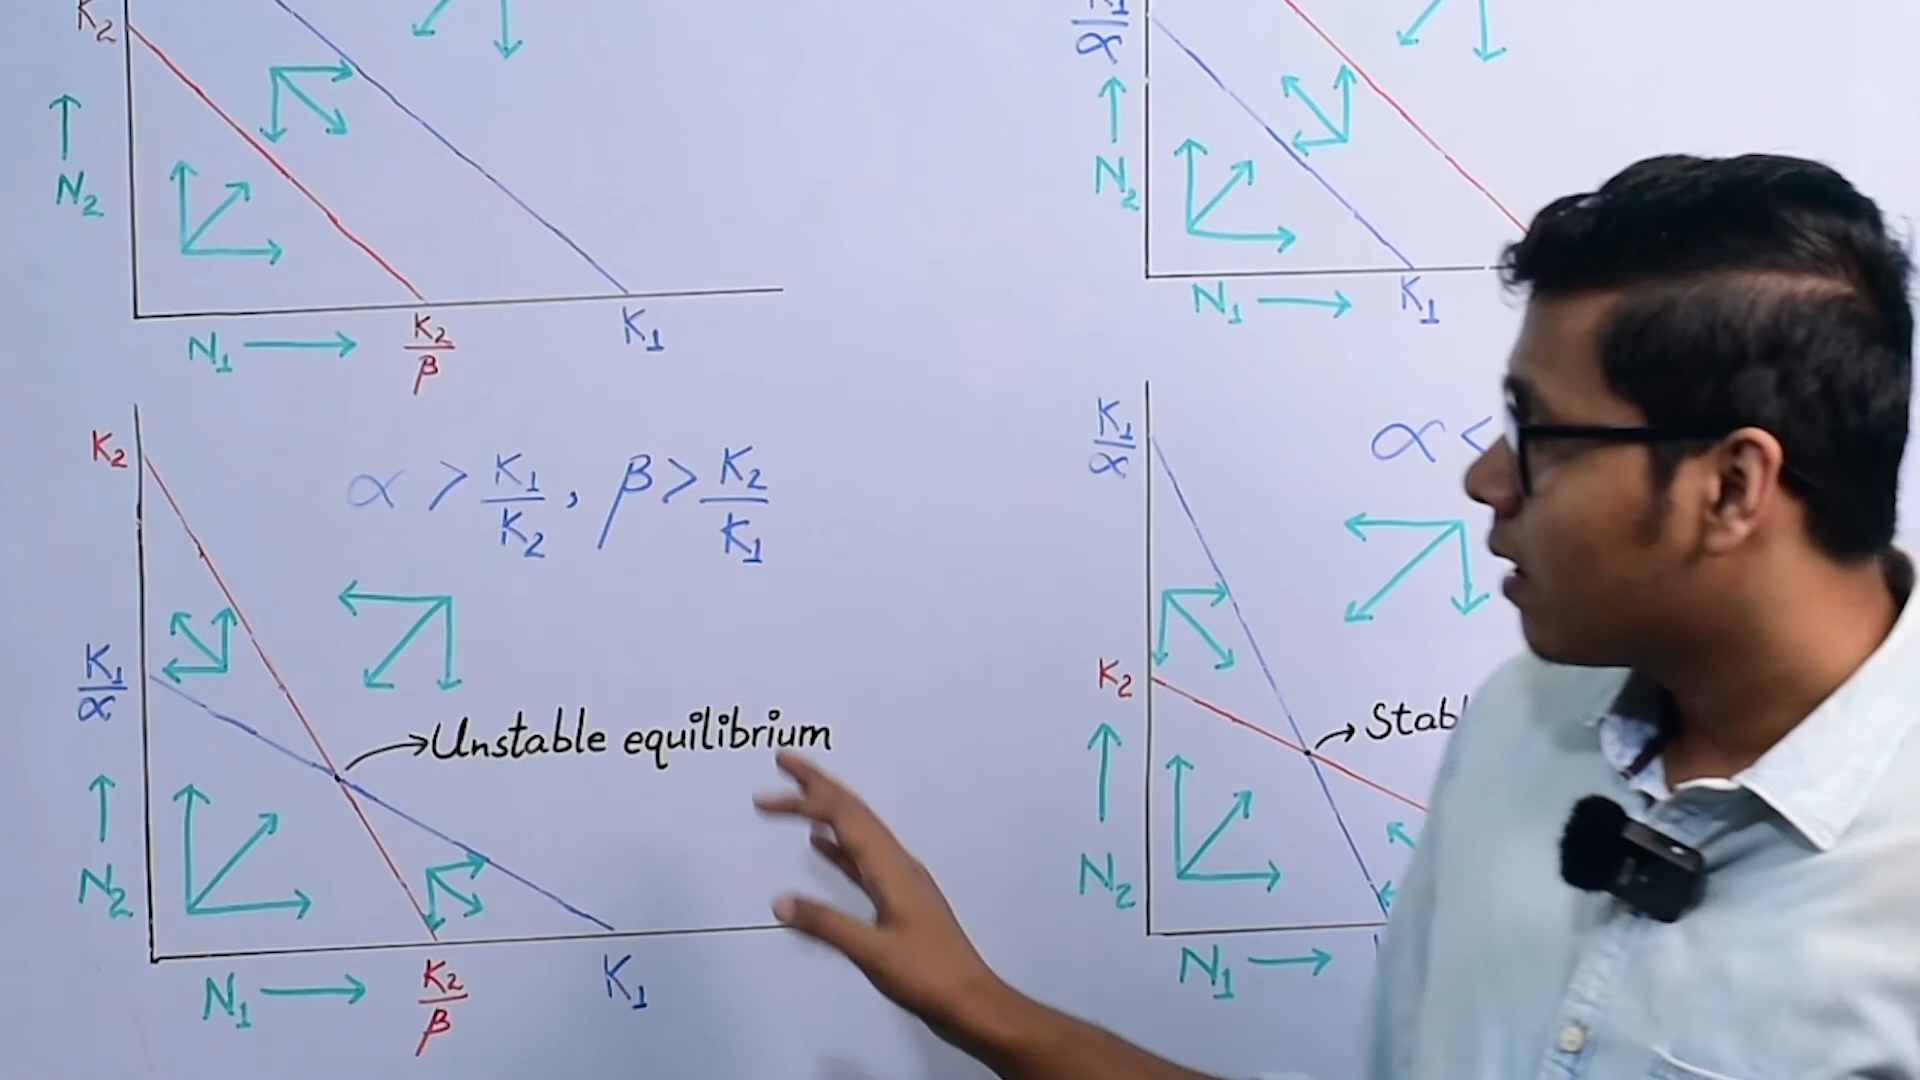 K2
N2
N1 → K2/β K1
K1/α
N2
N1 → K1
K2
α > K1/K2, β > K2/K1
K1/α
Unstable equilibrium
N2
N1 → K2/β K1
K1/α
α <
K2
N2
N1 →